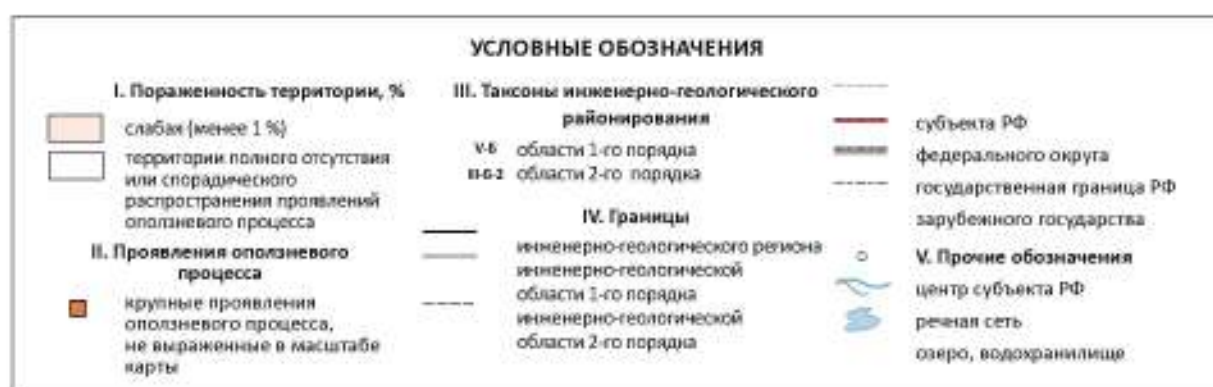 УСЛОВНЫЕ ОБОЗНАЧЕНИЯ
I. Пораженность территории, %
слабая (менее 1 %)
территории полного отсутствия
или спорадического
распространения проявлений
оползневого процесса
II. Проявления оползневого
процесса
крупные проявления
оползневого процесса,
не выраженные в масштабе
карты
III. Таксоны инженерно-геологического
районирования
V-Б области 1-го порядка
III-Б-2 области 2-го порядка
IV. Границы
инженерно-геологического региона
инженерно-геологической
области 1-го порядка
инженерно-геологической
области 2-го порядка
субъекта РФ
федерального округа
государственная граница РФ
зарубежного государства
V. Прочие обозначения
центр субъекта РФ
речная сеть
озеро, водохранилище